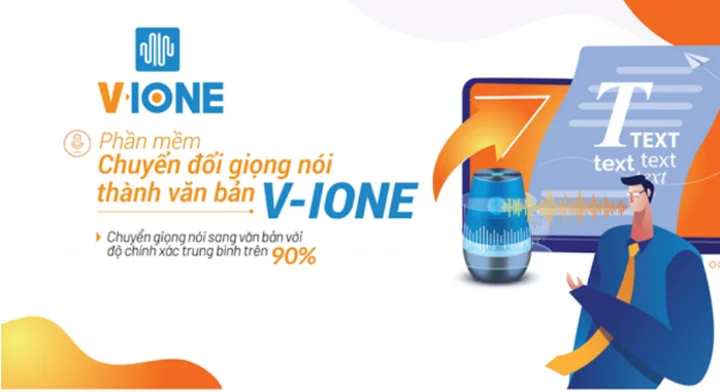 V-IONE
Phần mềm
Chuyển đổi giọng nói
thành văn bản V-IONE
Chuyển giọng nói sang văn bản với
độ chính xác trung bình trên 90%
T TEXT
text text
text